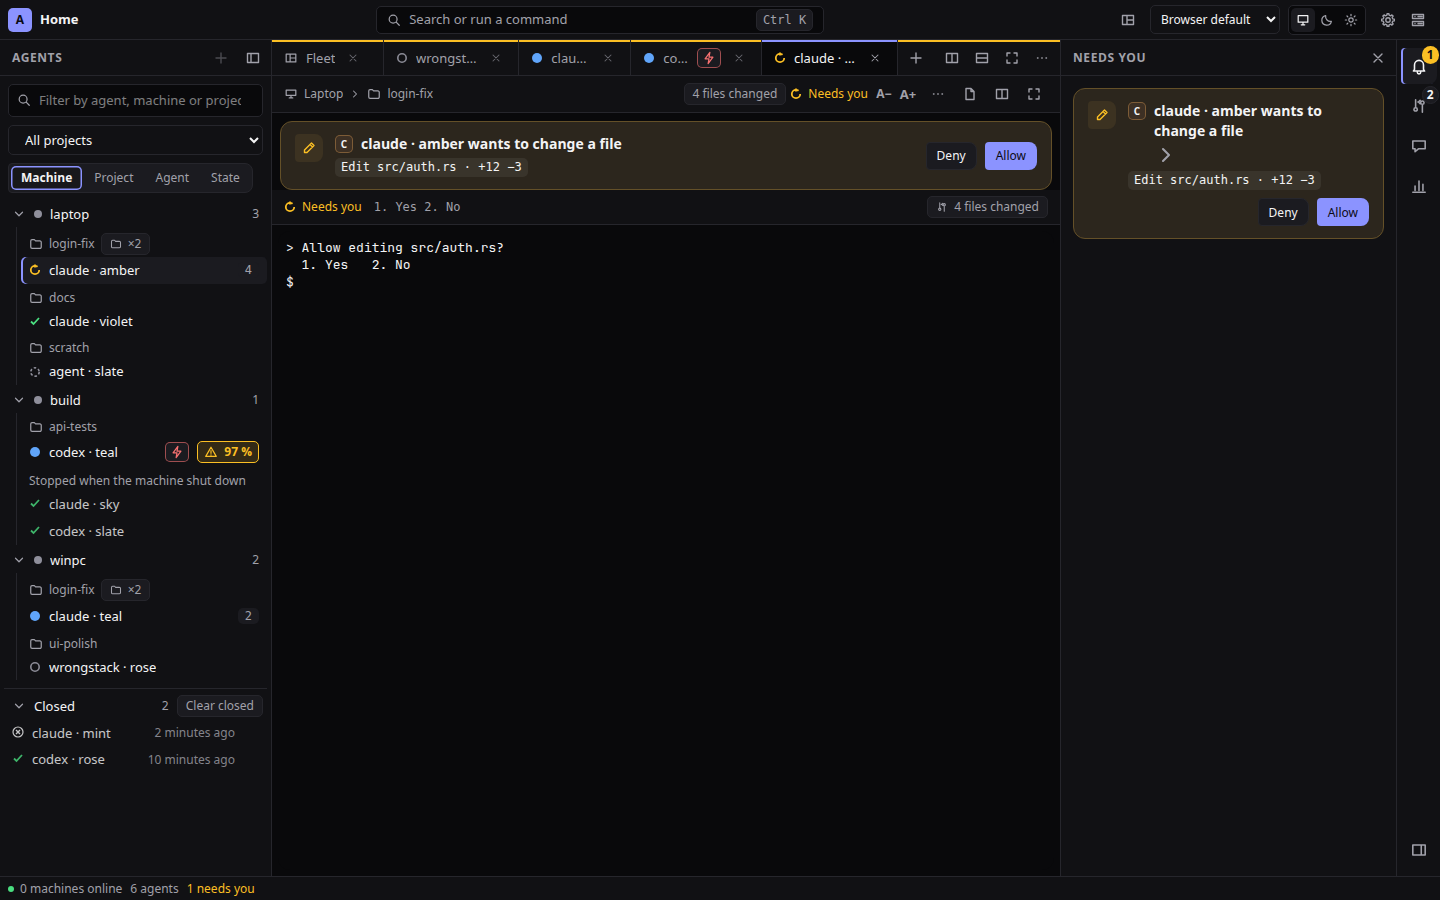 A Home
Search or run a command Ctrl K
Browser default
AGENTS
Filter by agent, machine or projec
All projects
Machine Project Agent State
laptop 3
login-fix ×2
claude · amber 4
docs
claude · violet
scratch
agent · slate
build 1
api-tests
codex · teal 97 %
Stopped when the machine shut down
claude · sky
codex · slate
winpc 2
login-fix ×2
claude · teal 2
ui-polish
wrongstack · rose
Closed 2 Clear closed
claude · mint 2 minutes ago
codex · rose 10 minutes ago
Fleet wrongst... clau... co... claude · ...
Laptop login-fix 4 files changed Needs you A− A+
C claude · amber wants to change a file
Edit src/auth.rs · +12 −3
Deny Allow
Needs you 1. Yes 2. No 4 files changed
> Allow editing src/auth.rs?
1. Yes 2. No
$
NEEDS YOU
C claude · amber wants to
change a file
Edit src/auth.rs · +12 −3
Deny Allow
1
2
0 machines online 6 agents 1 needs you